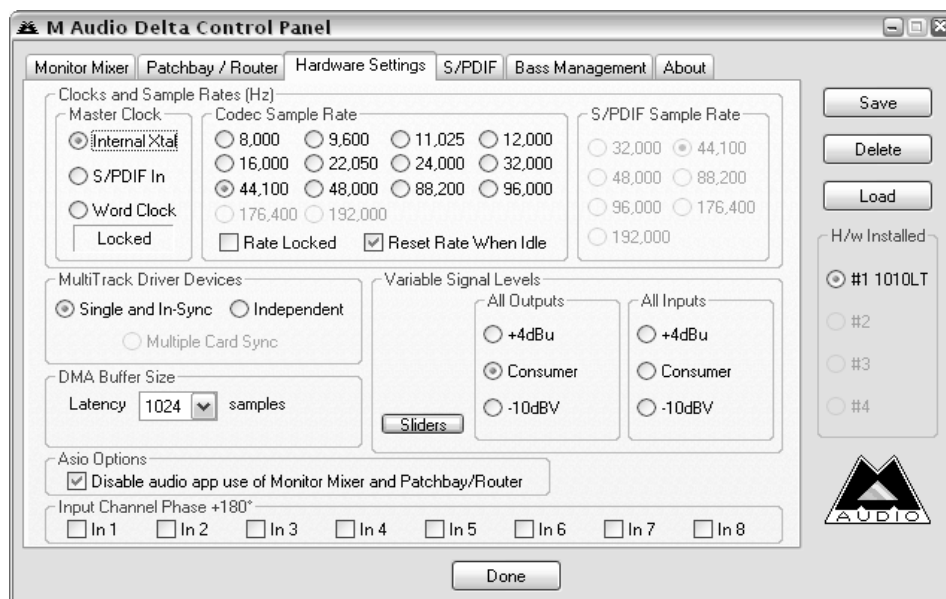 M Audio Delta Control Panel
Monitor Mixer Patchbay / Router Hardware Settings S/PDIF Bass Management About
Clocks and Sample Rates (Hz)
Master Clock
Internal Xtal
S/PDIF In
Word Clock
Locked
Codec Sample Rate
8,000 9,600 11,025 12,000
16,000 22,050 24,000 32,000
44,100 48,000 88,200 96,000
176,400 192,000
Rate Locked Reset Rate When Idle
S/PDIF Sample Rate
32,000 44,100
48,000 88,200
96,000 176,400
192,000
MultiTrack Driver Devices
Single and In-Sync Independent
Multiple Card Sync
DMA Buffer Size
Latency 1024 samples
Variable Signal Levels
Sliders
All Outputs
+4dBu
Consumer
-10dBV
All Inputs
+4dBu
Consumer
-10dBV
Asio Options
Disable audio app use of Monitor Mixer and Patchbay/Router
Input Channel Phase +180°
In 1 In 2 In 3 In 4 In 5 In 6 In 7 In 8
Save
Delete
Load
H/w Installed
#1 1010LT
#2
#3
#4
M
AUDIO
Done